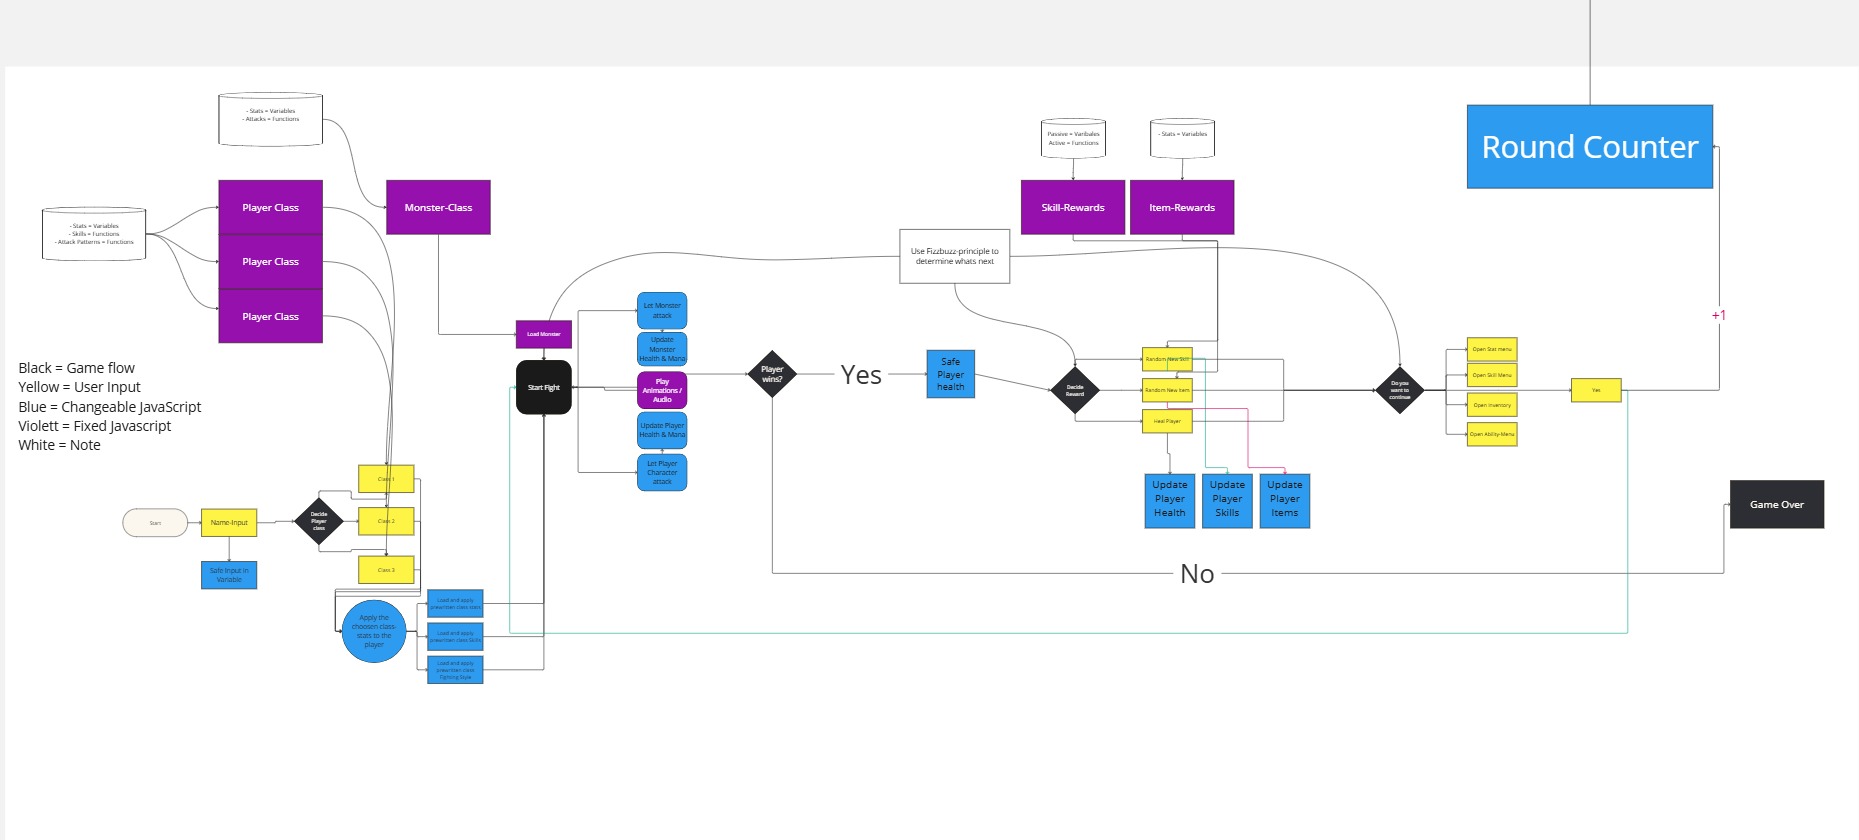 - Stats = Variables
- Attacks = Functions
Passive = Varibales
Active = Functions
- Stats = Variables
Round Counter
Player Class
Monster-Class
Skill-Rewards
Item-Rewards
- Stats = Variables
- Skills = Functions
- Attack Patterns = Functions
Player Class
Use Fizzbuzz-principle to
determine whats next
Player Class
Let Monster
attack
Load Monster
Update
Monster
Health & Mana
+1
Black = Game flow
Yellow = User Input
Blue = Changeable JavaScript
Violett = Fixed Javascript
White = Note
Start Fight
Play
Animations /
Audio
Player
wins?
Yes
Safe
Player
health
Decide
Reward
Random New Skill
Random New Item
Heal Player
Do you
want to
continue
Open Stat menu
Open Skill Menu
Open Inventory
Open Ability-Menu
Yes
Update Player
Health & Mana
Let Player
Character
attack
Class 1
Class 2
Class 3
Start
Name-Input
Decide
Player
class
Safe Input in
Variable
Update
Player
Health
Update
Player
Skills
Update
Player
Items
Game Over
No
Apply the
choosen class-
stats to the
player
Load and apply
prewritten class stats
Load and apply
prewritten class Skills
Load and apply
prewritten class
Fighting Style